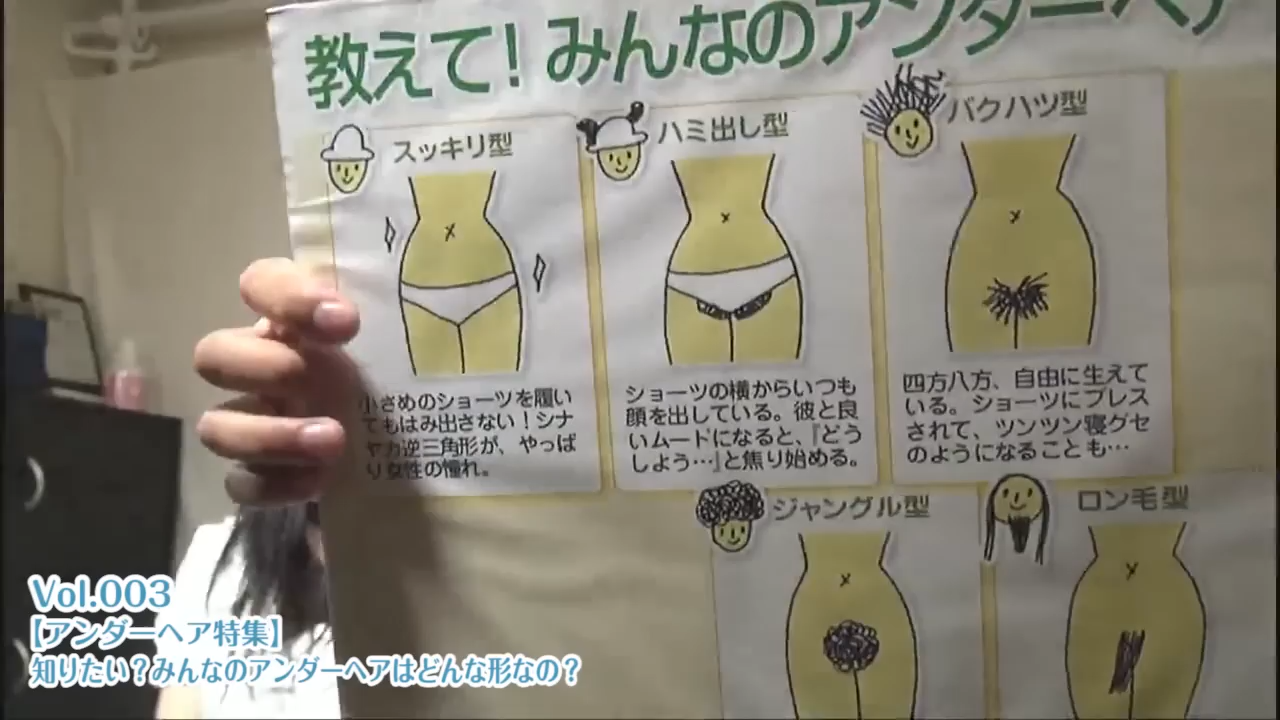 教えて!みんなのアンダーヘア
スッキリ型
小さめのショーツを履い
てもはみ出さない!シナ
ヤカ逆三角形が、やっぱ
り女性の憧れ。
ハミ出し型
ショーツの横からいつも
顔を出している。彼と良
いムードになると、『どう
しよう…』と焦り始める。
バクハツ型
四方八方、自由に生えて
いる。ショーツにプレス
されて、ツンツン寝グセ
のようになることも…
ジャングル型
ロン毛型
Vol.003
【アンダーヘア特集】
知りたい?みんなのアンダーヘアはどんな形なの?